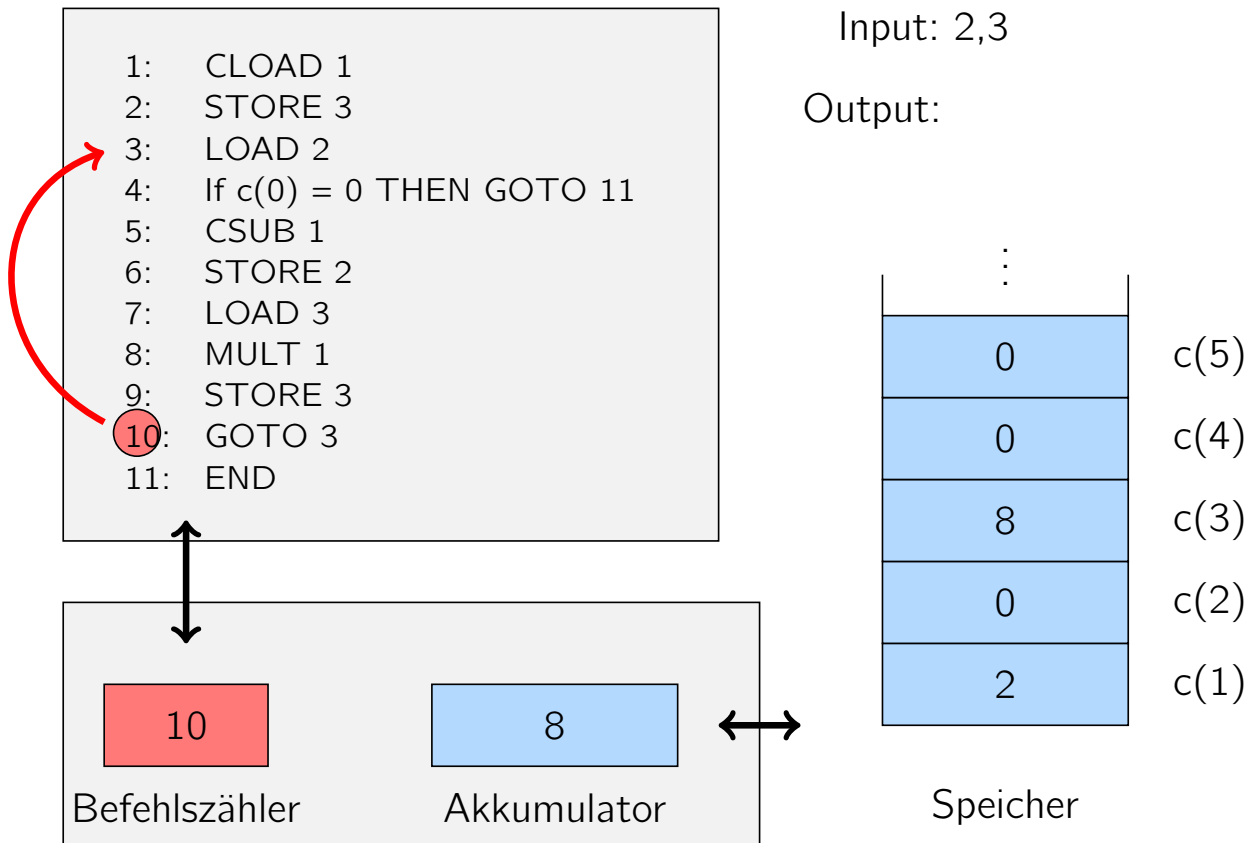 1: CLOAD 1
2: STORE 3
3: LOAD 2
4: If c(0) = 0 THEN GOTO 11
5: CSUB 1
6: STORE 2
7: LOAD 3
8: MULT 1
9: STORE 3
10: GOTO 3
11: END
Input: 2,3
Output:
⋮
0 c(5)
0 c(4)
8 c(3)
0 c(2)
2 c(1)
Speicher
10
Befehlszähler
8
Akkumulator